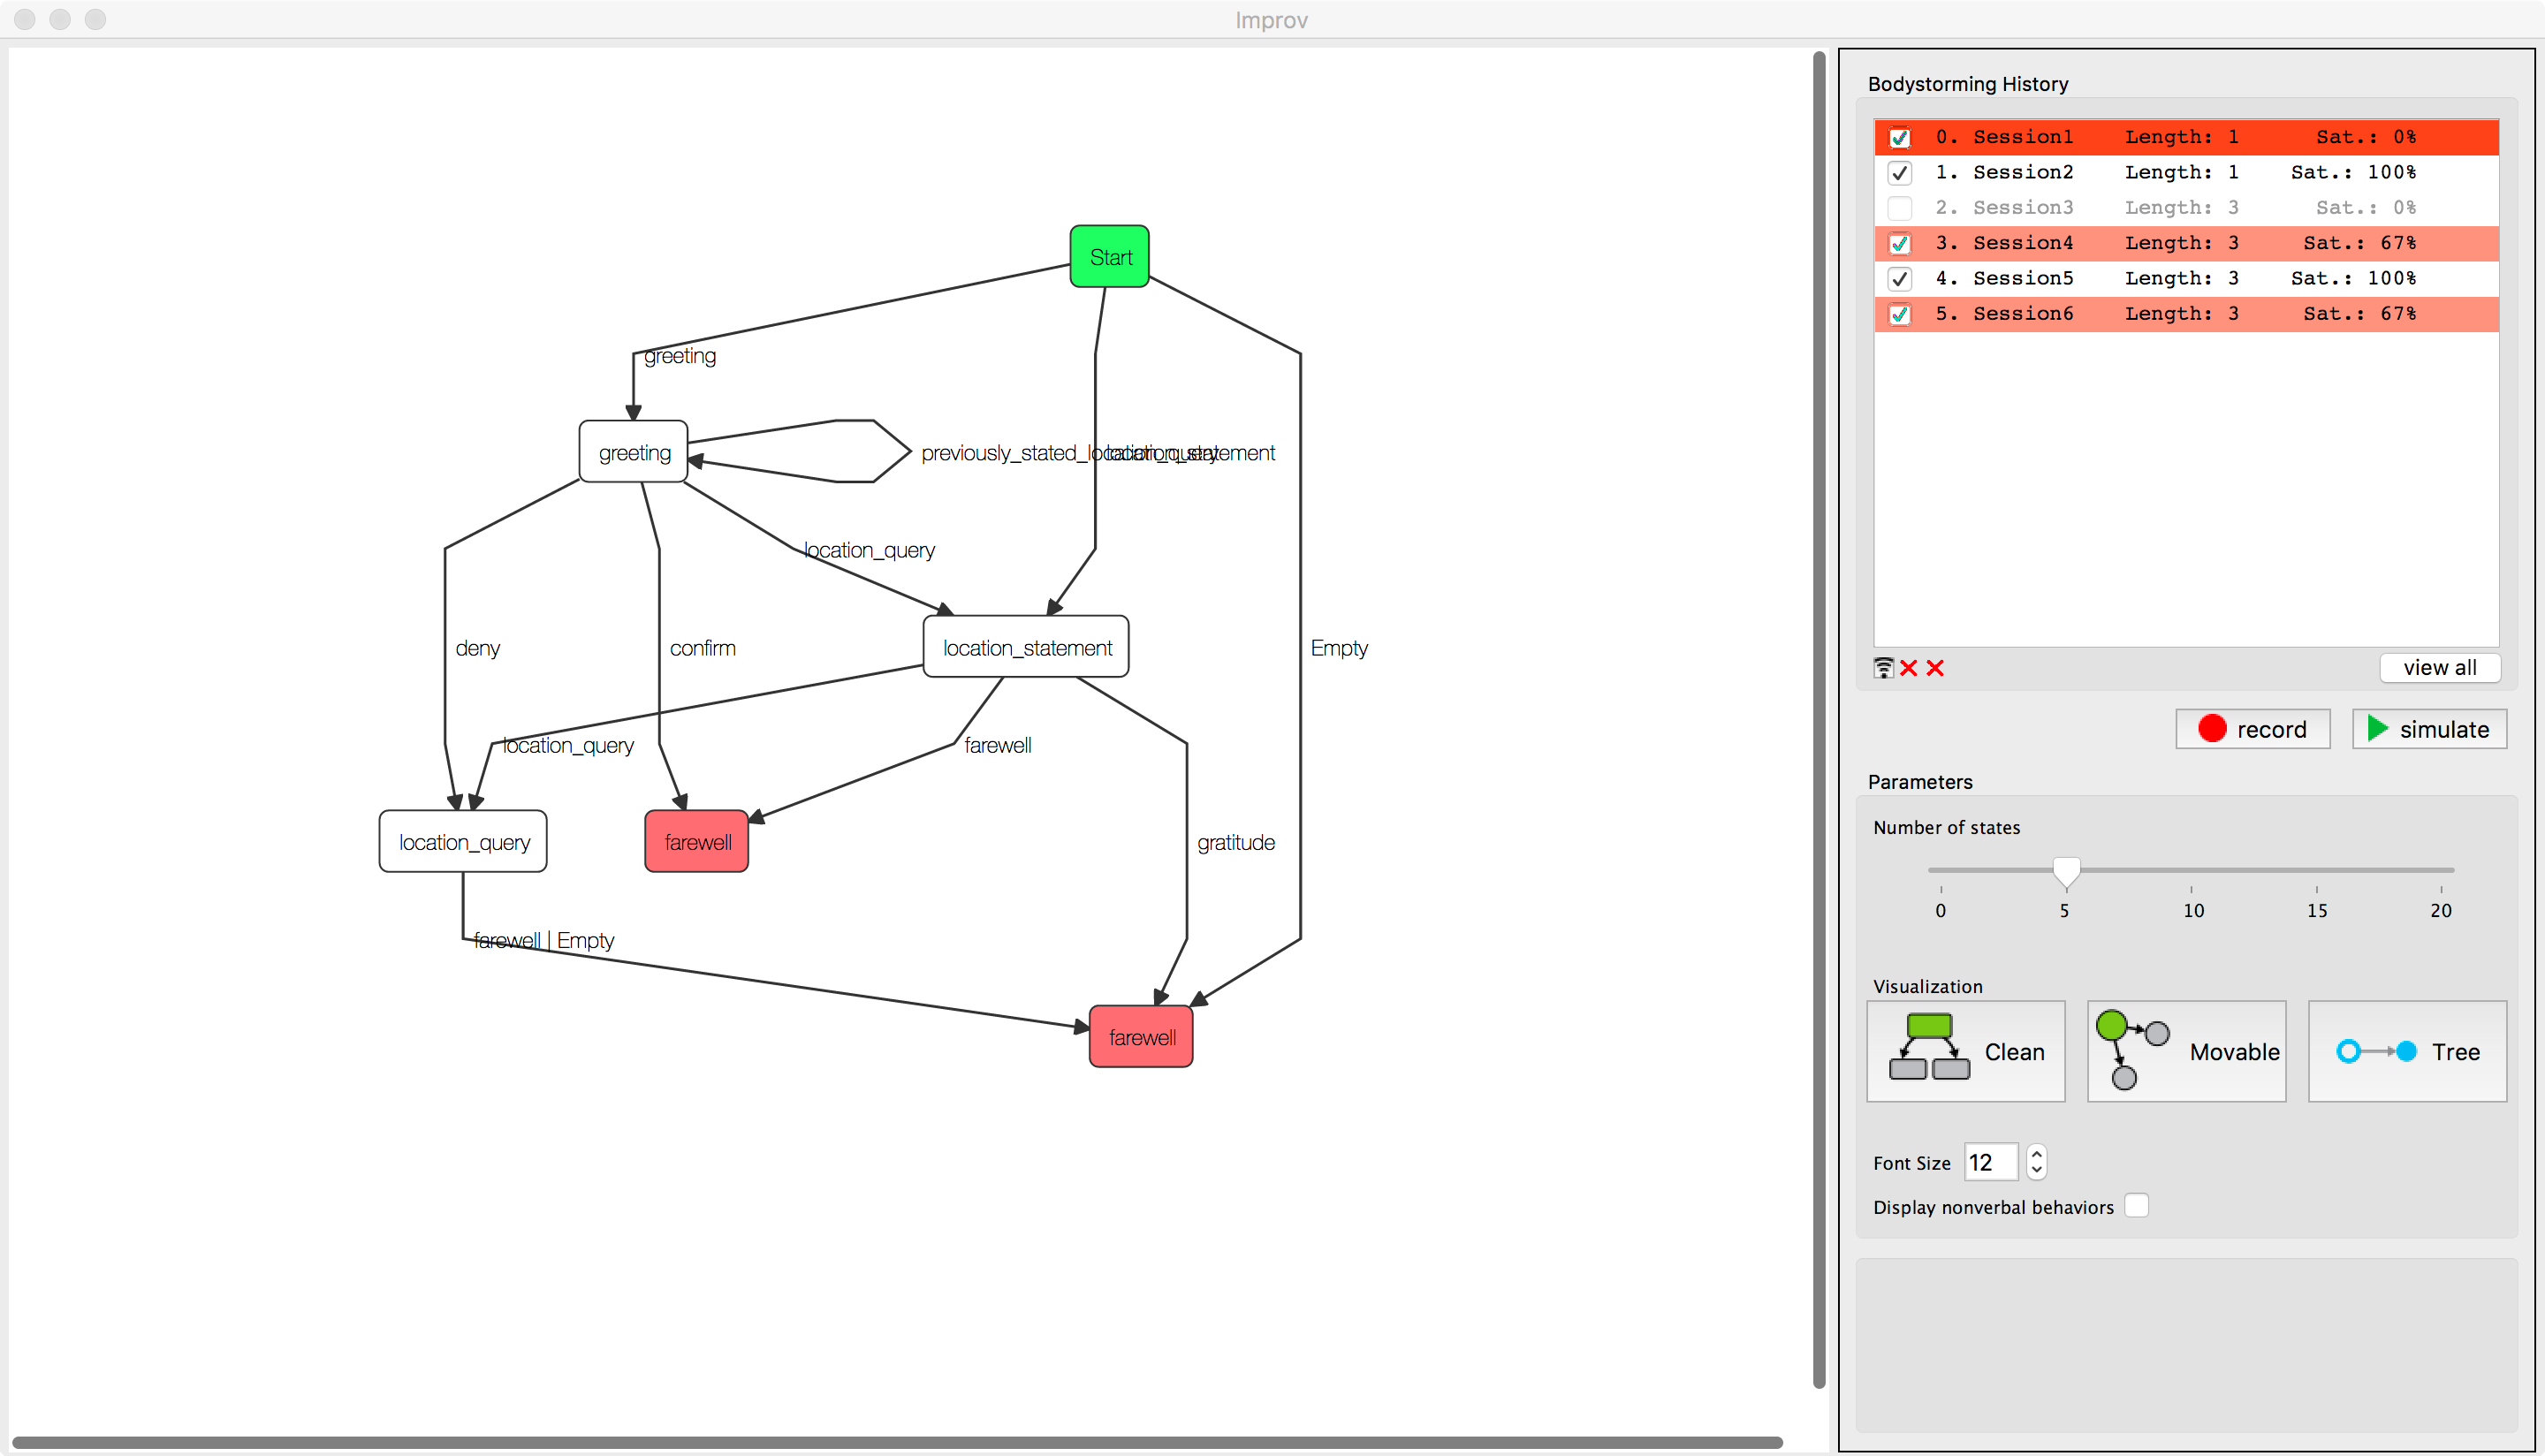 Improv
Start
greeting
greeting
previously_stated_location_query
location_statement
location_query
deny
confirm
location_statement
Empty
location_query
farewell
location_query
farewell
gratitude
farewell | Empty
farewell
Bodystorming History
0. Session1 Length: 1 Sat.: 0%
1. Session2 Length: 1 Sat.: 100%
2. Session3 Length: 3 Sat.: 0%
3. Session4 Length: 3 Sat.: 67%
4. Session5 Length: 3 Sat.: 100%
5. Session6 Length: 3 Sat.: 67%
view all
record simulate
Parameters
Number of states
0 5 10 15 20
Visualization
Clean Movable Tree
Font Size 12
Display nonverbal behaviors